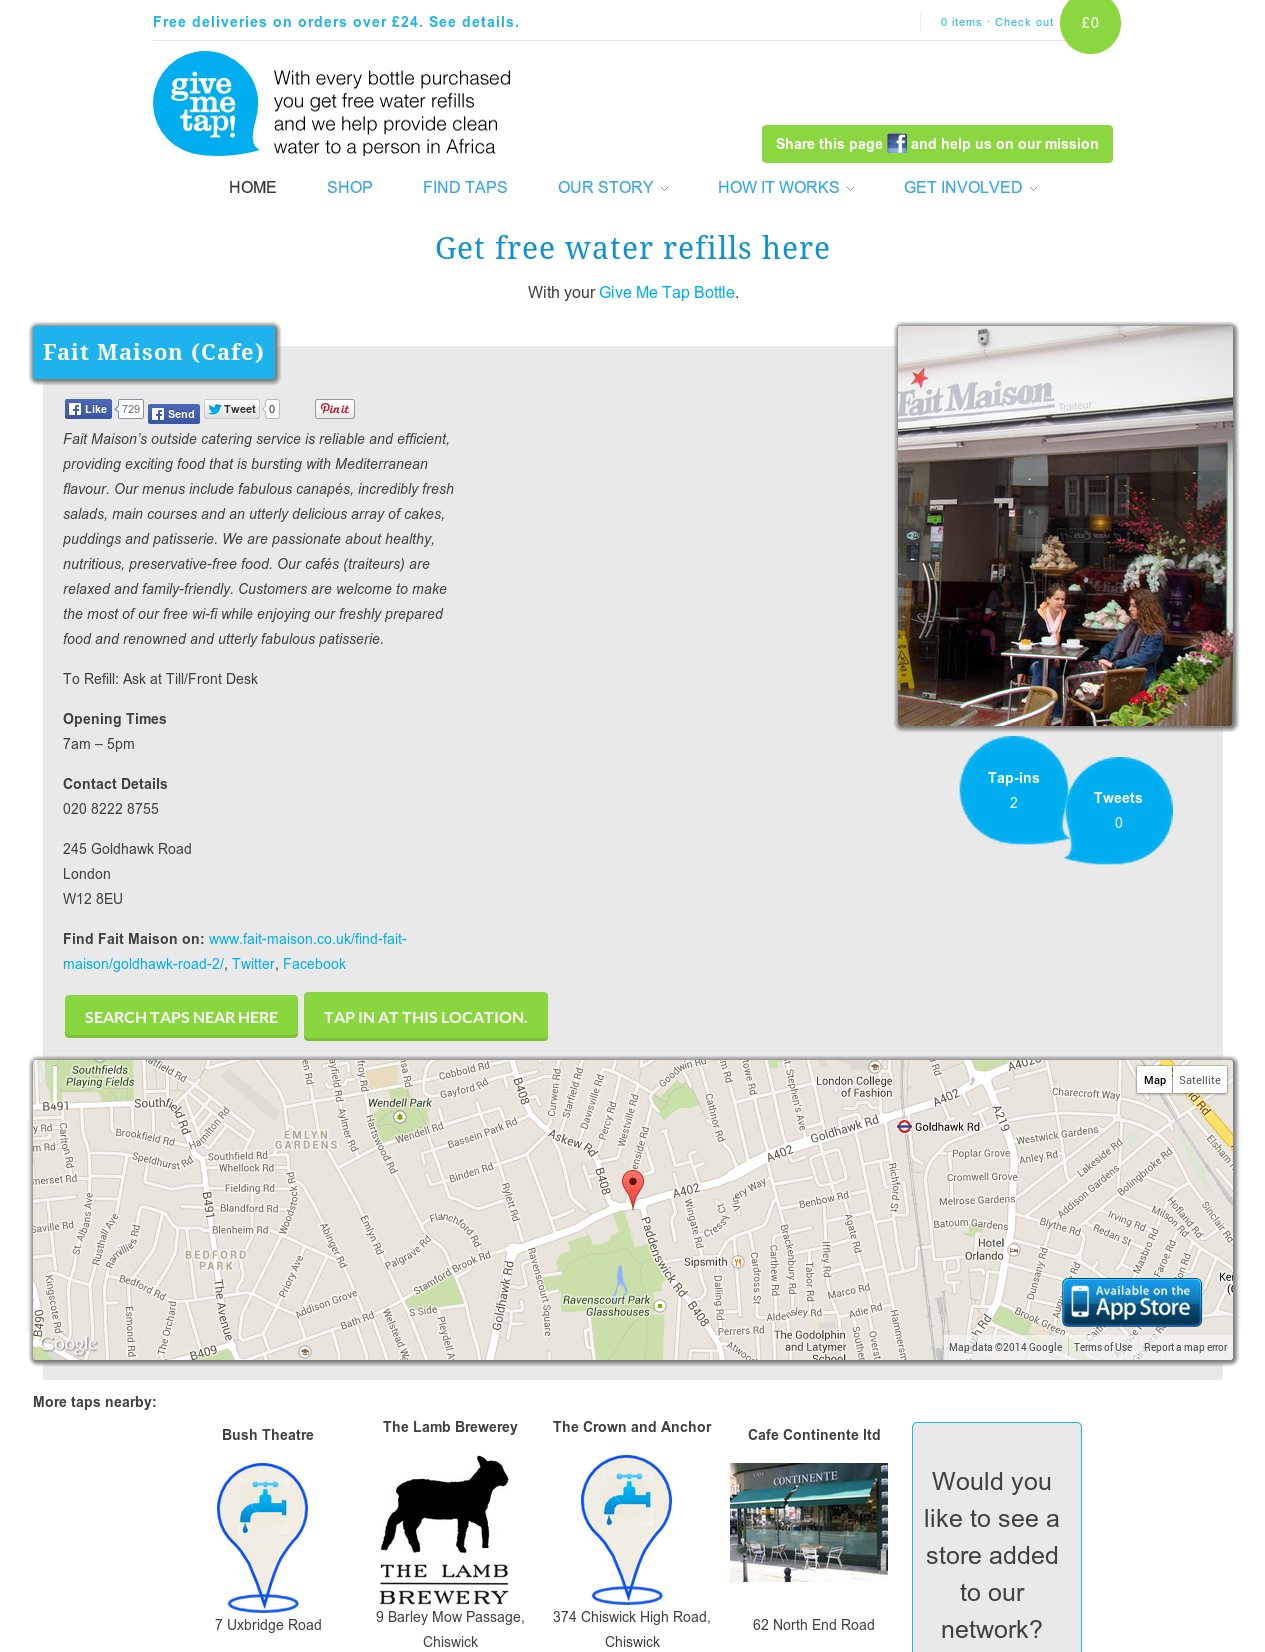 Free deliveries on orders over £24. See details.
0 items · Check out
£0
give me tap!
With every bottle purchased
you get free water refills
and we help provide clean
water to a person in Africa
Share this page and help us on our mission
HOME SHOP FIND TAPS OUR STORY HOW IT WORKS GET INVOLVED
Get free water refills here
With your Give Me Tap Bottle.
Fait Maison (Cafe)
Fait Maison
Traiteur
Like 729 Send Tweet 0 Pin it
Fait Maison's outside catering service is reliable and efficient,
providing exciting food that is bursting with Mediterranean
flavour. Our menus include fabulous canapés, incredibly fresh
salads, main courses and an utterly delicious array of cakes,
puddings and patisserie. We are passionate about healthy,
nutritious, preservative-free food. Our cafés (traiteurs) are
relaxed and family-friendly. Customers are welcome to make
the most of our free wi-fi while enjoying our freshly prepared
food and renowned and utterly fabulous patisserie.
To Refill: Ask at Till/Front Desk
Opening Times
7am – 5pm
Tap-ins
2
Tweets
0
Contact Details
020 8222 8755
245 Goldhawk Road
London
W12 8EU
Find Fait Maison on: www.fait-maison.co.uk/find-fait-
maison/goldhawk-road-2/, Twitter, Facebook
SEARCH TAPS NEAR HERE TAP IN AT THIS LOCATION.
Southfields
Playing Fields
Southfield Rd
B491
Brookfield Rd
Speldhurst Rd
Hamilton Rd
Southfield Rd
Whellock Rd
Fielding Rd
Blandford Rd
Blenheim Rd
B491
EMLYN
GARDENS
Wendell Park
Cobbold Rd
Gayford Rd
Wendell Rd
Bassein Park Rd
Binden Rd
B408
Askew Rd
B408
A402
Goldhawk Rd
A402
A402
London College
of Fashion
Goldhawk Rd
A219
Charecroft Way
Westwick Gardens
Poplar Grove
Anley Rd
Cromwell Grove
Melrose Gardens
Batoum Gardens
Hotel
Orlando
Map Satellite
BEDFORD
PARK
Bedford Rd
The Avenue
Priory Ave
Addison Grove
Bath Rd
B409
B490
Palgrave Rd
Stamford Brook Rd
Flanchford Rd
S Side
Goldhawk Rd
Ravenscourt Square
Ravenscourt Park
Glasshouses
Paddenswick Rd
Sipsmith
Dalling Rd
Perrers Rd
Benbow Rd
Marco Rd
Adie Rd
Aldensley Rd
The Godolphin
and Latymer
School
Available on the
App Store
Google
Map data ©2014 Google Terms of Use Report a map error
More taps nearby:
Bush Theatre
The Lamb Brewerey
The Crown and Anchor
Cafe Continente ltd
CONTINENTE
THE LAMB
BREWERY
7 Uxbridge Road
9 Barley Mow Passage,
Chiswick
374 Chiswick High Road,
Chiswick
62 North End Road
Would you
like to see a
store added
to our
network?